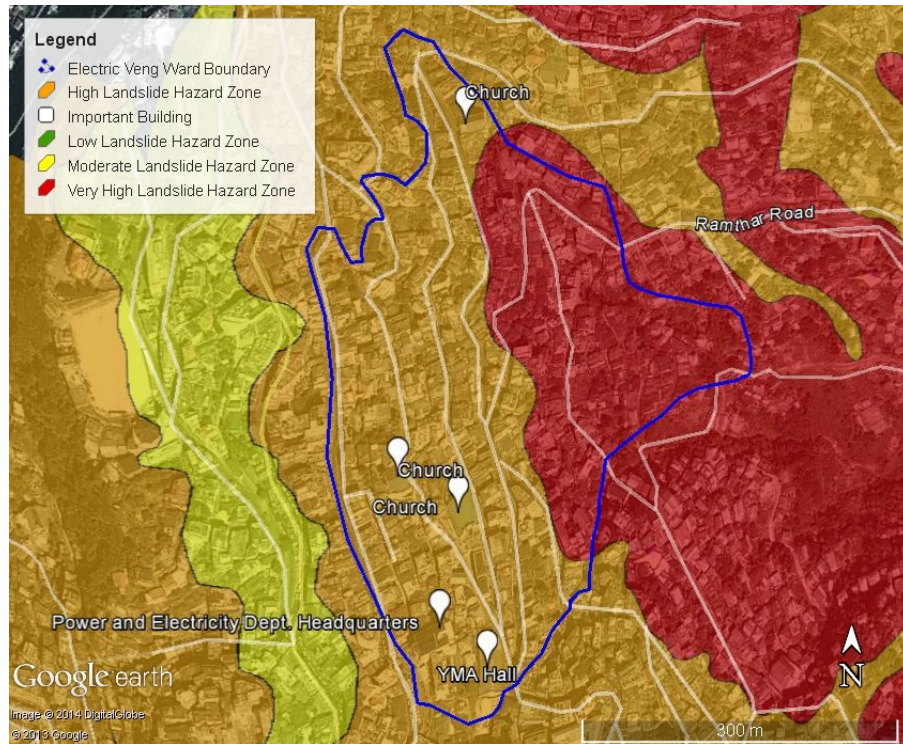 Legend
Electric Veng Ward Boundary
High Landslide Hazard Zone
Important Building
Low Landslide Hazard Zone
Moderate Landslide Hazard Zone
Very High Landslide Hazard Zone
Church
Ramthar Road
Church
Church
Power and Electricity Dept. Headquarters
YMA Hall
N
Google earth
Image © 2014 DigitalGlobe
© 2013 Google
300 m